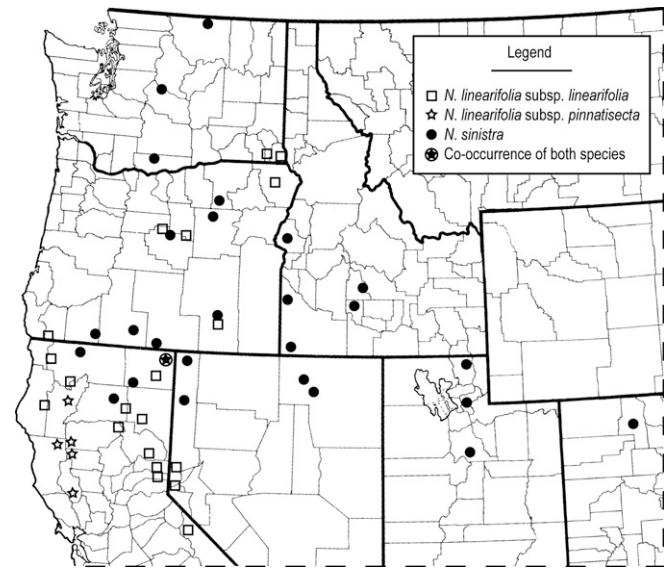 Legend
N. linearifolia subsp. linearifolia
N. linearifolia subsp. pinnatisecta
N. sinistra
Co-occurrence of both species